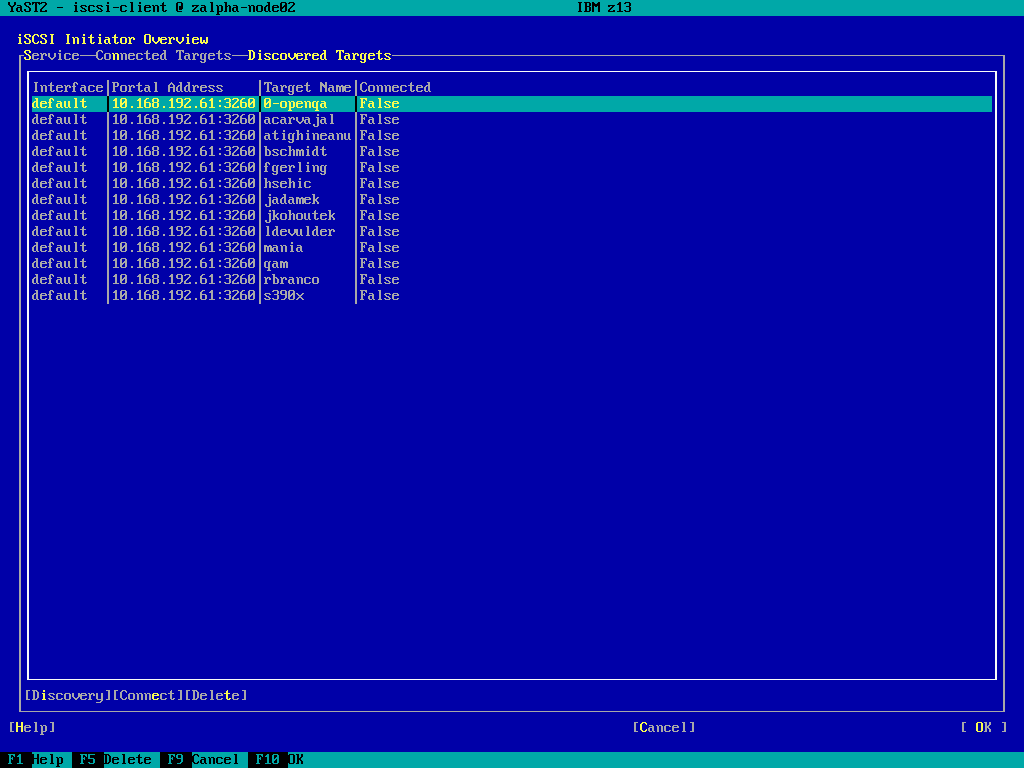 YaST2 - iscsi-client @ zalpha-node02 IBM z13
iSCSI Initiator Overview
Service Connected Targets Discovered Targets
Interface|Portal Address |Target Name|Connected
default |10.168.192.61:3260|0-openqa |False
default |10.168.192.61:3260|acarvajal |False
default |10.168.192.61:3260|atighineanu|False
default |10.168.192.61:3260|bschmidt |False
default |10.168.192.61:3260|fgerling |False
default |10.168.192.61:3260|hsehic |False
default |10.168.192.61:3260|jadamek |False
default |10.168.192.61:3260|jkohoutek |False
default |10.168.192.61:3260|ldevulder |False
default |10.168.192.61:3260|mania |False
default |10.168.192.61:3260|qam |False
default |10.168.192.61:3260|rbranco |False
default |10.168.192.61:3260|s390x |False
[Discovery][Connect][Delete]
[Help] [Cancel] [ OK ]
F1 Help F5 Delete F9 Cancel F10 OK